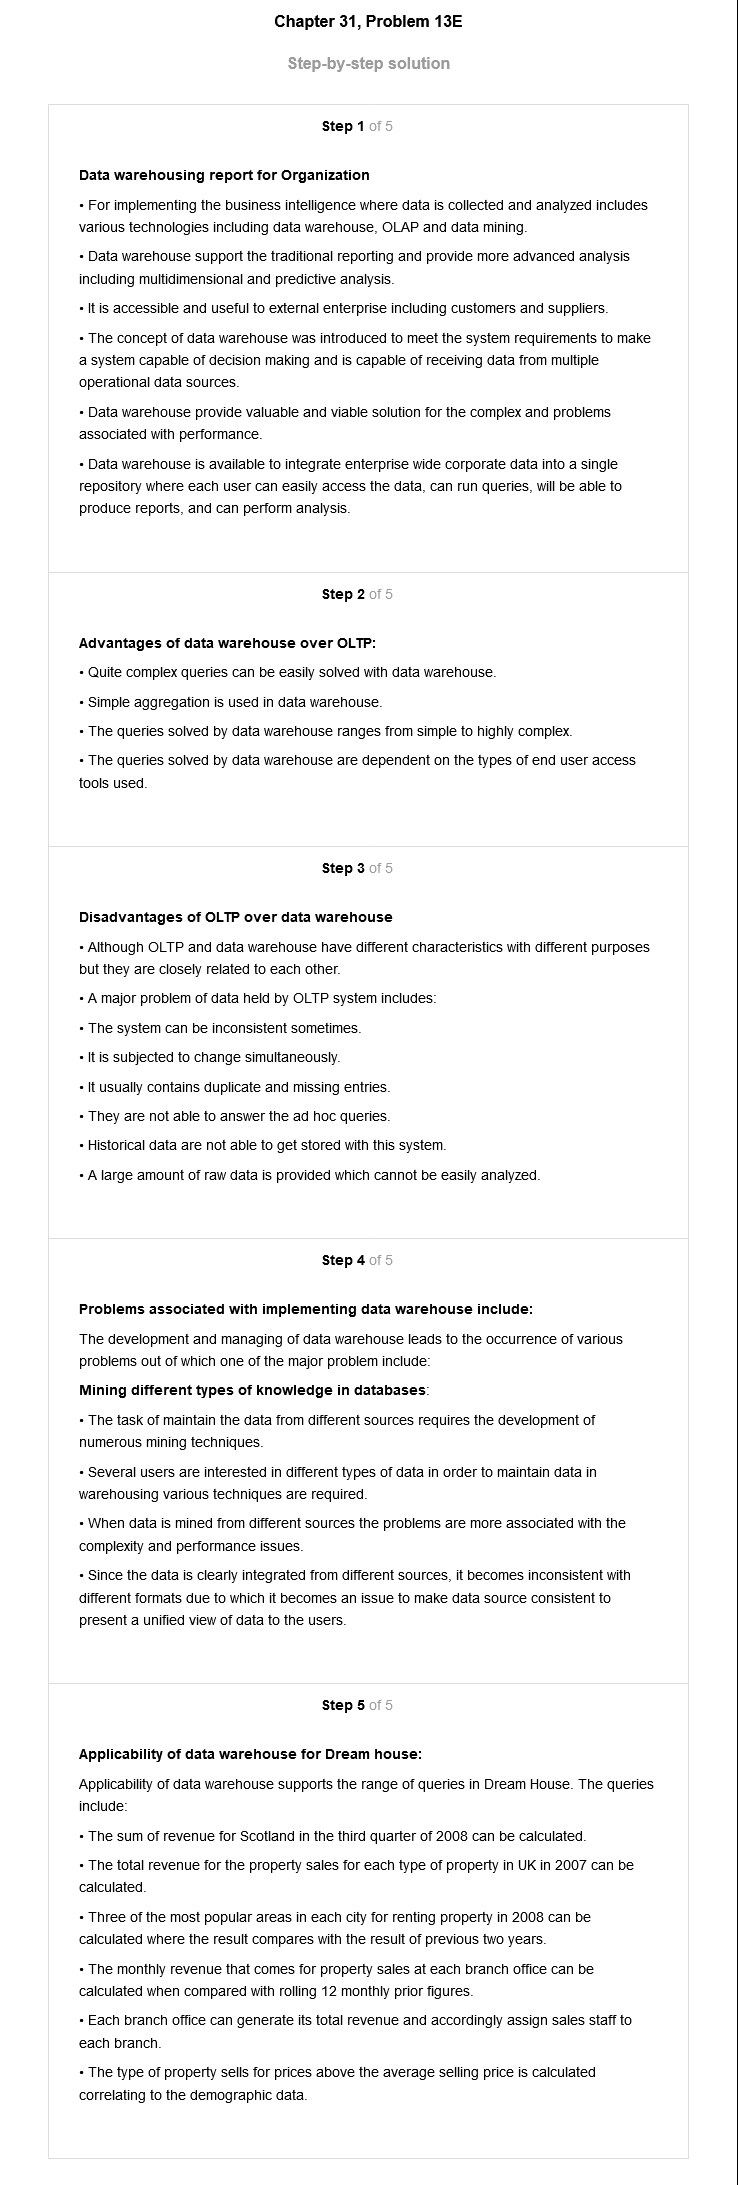 Chapter 31, Problem 13E
Step-by-step solution
Step 1 of 5
Data warehousing report for Organization
• For implementing the business intelligence where data is collected and analyzed includes
various technologies including data warehouse, OLAP and data mining.
• Data warehouse support the traditional reporting and provide more advanced analysis
including multidimensional and predictive analysis.
• It is accessible and useful to external enterprise including customers and suppliers.
• The concept of data warehouse was introduced to meet the system requirements to make
a system capable of decision making and is capable of receiving data from multiple
operational data sources.
• Data warehouse provide valuable and viable solution for the complex and problems
associated with performance.
• Data warehouse is available to integrate enterprise wide corporate data into a single
repository where each user can easily access the data, can run queries, will be able to
produce reports, and can perform analysis.
Step 2 of 5
Advantages of data warehouse over OLTP:
• Quite complex queries can be easily solved with data warehouse.
• Simple aggregation is used in data warehouse.
• The queries solved by data warehouse ranges from simple to highly complex.
• The queries solved by data warehouse are dependent on the types of end user access
tools used.
Step 3 of 5
Disadvantages of OLTP over data warehouse
• Although OLTP and data warehouse have different characteristics with different purposes
but they are closely related to each other.
• A major problem of data held by OLTP system includes:
• The system can be inconsistent sometimes.
• It is subjected to change simultaneously.
• It usually contains duplicate and missing entries.
• They are not able to answer the ad hoc queries.
• Historical data are not able to get stored with this system.
• A large amount of raw data is provided which cannot be easily analyzed.
Step 4 of 5
Problems associated with implementing data warehouse include:
The development and managing of data warehouse leads to the occurrence of various
problems out of which one of the major problem include:
Mining different types of knowledge in databases:
• The task of maintain the data from different sources requires the development of
numerous mining techniques.
• Several users are interested in different types of data in order to maintain data in
warehousing various techniques are required.
• When data is mined from different sources the problems are more associated with the
complexity and performance issues.
• Since the data is clearly integrated from different sources, it becomes inconsistent with
different formats due to which it becomes an issue to make data source consistent to
present a unified view of data to the users.
Step 5 of 5
Applicability of data warehouse for Dream house:
Applicability of data warehouse supports the range of queries in Dream House. The queries
include:
• The sum of revenue for Scotland in the third quarter of 2008 can be calculated.
• The total revenue for the property sales for each type of property in UK in 2007 can be
calculated.
• Three of the most popular areas in each city for renting property in 2008 can be
calculated where the result compares with the result of previous two years.
• The monthly revenue that comes for property sales at each branch office can be
calculated when compared with rolling 12 monthly prior figures.
• Each branch office can generate its total revenue and accordingly assign sales staff to
each branch.
• The type of property sells for prices above the average selling price is calculated
correlating to the demographic data.